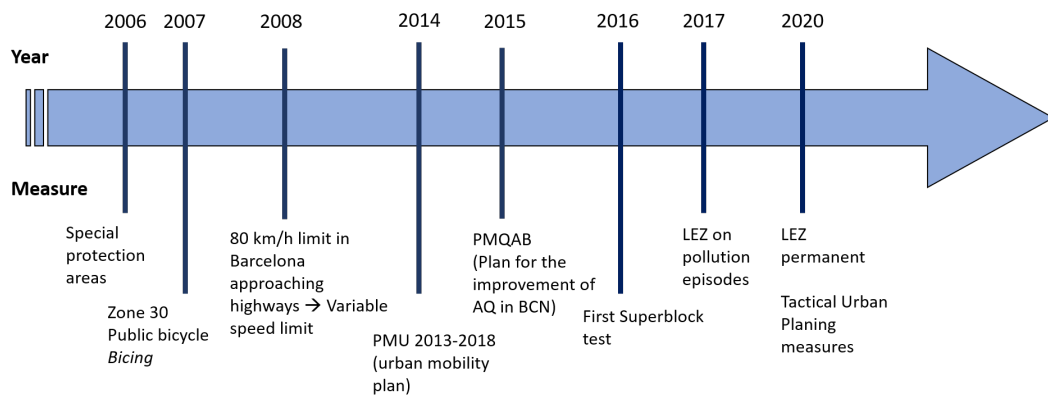 2006 2007 2008 2014 2015 2016 2017 2020
Year
Measure
Special
protection
areas
Zone 30
Public bicycle
Bicing
80 km/h limit in
Barcelona
approaching
highways → Variable
speed limit
PMU 2013-2018
(urban mobility
plan)
PMQAB
(Plan for the
improvement of
AQ in BCN)
First Superblock
test
LEZ on
pollution
episodes
LEZ
permanent
Tactical Urban
Planing
measures